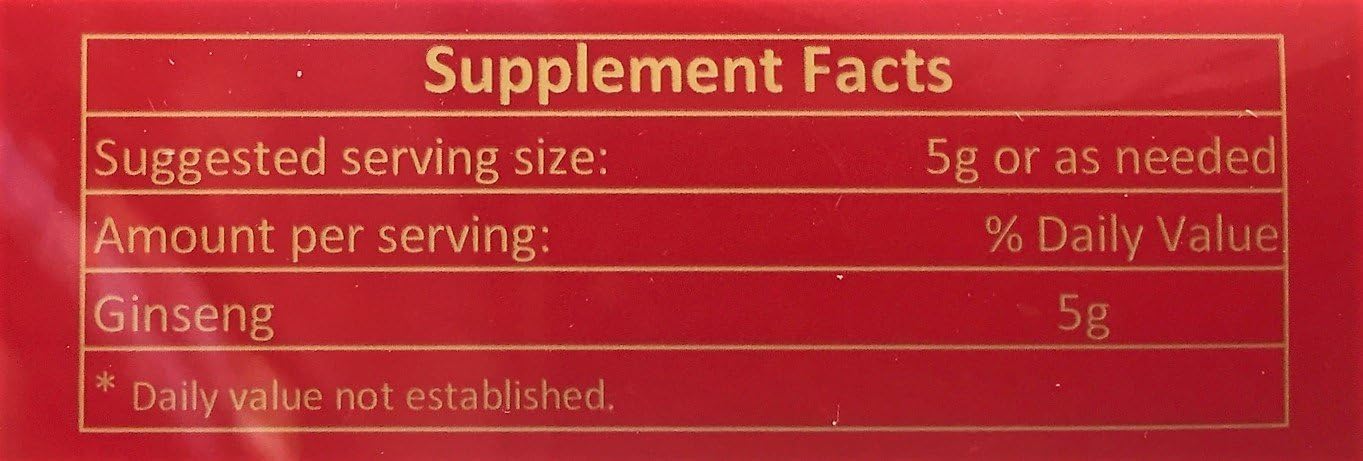 Supplement Facts
Suggested serving size: 5g or as needed
Amount per serving: % Daily Value
Ginseng 5g
* Daily value not established.